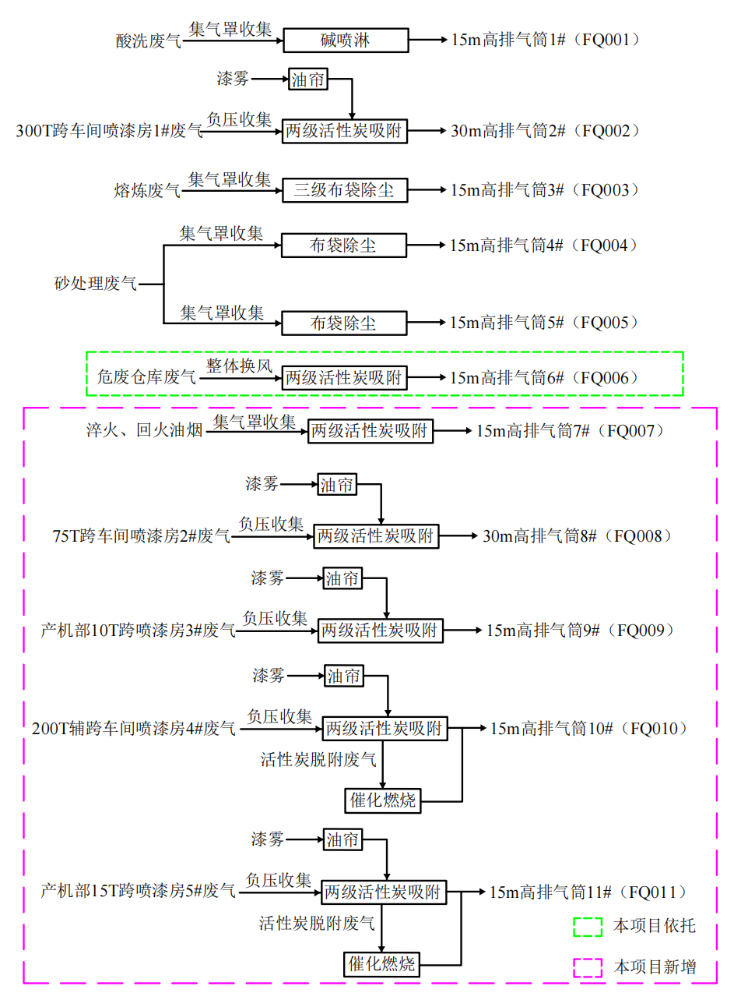 酸洗废气 集气罩收集 碱喷淋 15m高排气筒1#（FQ001）
漆雾 油帘
300T跨车间喷漆房1#废气 负压收集 两级活性炭吸附 30m高排气筒2#（FQ002）
熔炼废气 集气罩收集 三级布袋除尘 15m高排气筒3#（FQ003）
集气罩收集 布袋除尘 15m高排气筒4#（FQ004）
砂处理废气
集气罩收集 布袋除尘 15m高排气筒5#（FQ005）
危废仓库废气 整体换风 两级活性炭吸附 15m高排气筒6#（FQ006）
淬火、回火油烟 集气罩收集 两级活性炭吸附 15m高排气筒7#（FQ007）
漆雾 油帘
75T跨车间喷漆房2#废气 负压收集 两级活性炭吸附 30m高排气筒8#（FQ008）
漆雾 油帘
产机部10T跨喷漆房3#废气 负压收集 两级活性炭吸附 15m高排气筒9#（FQ009）
漆雾 油帘
200T辅跨车间喷漆房4#废气 负压收集 两级活性炭吸附 15m高排气筒10#（FQ010）
活性炭脱附废气
催化燃烧
漆雾 油帘
产机部15T跨喷漆房5#废气 负压收集 两级活性炭吸附 15m高排气筒11#（FQ011）
活性炭脱附废气 本项目依托
催化燃烧 本项目新增